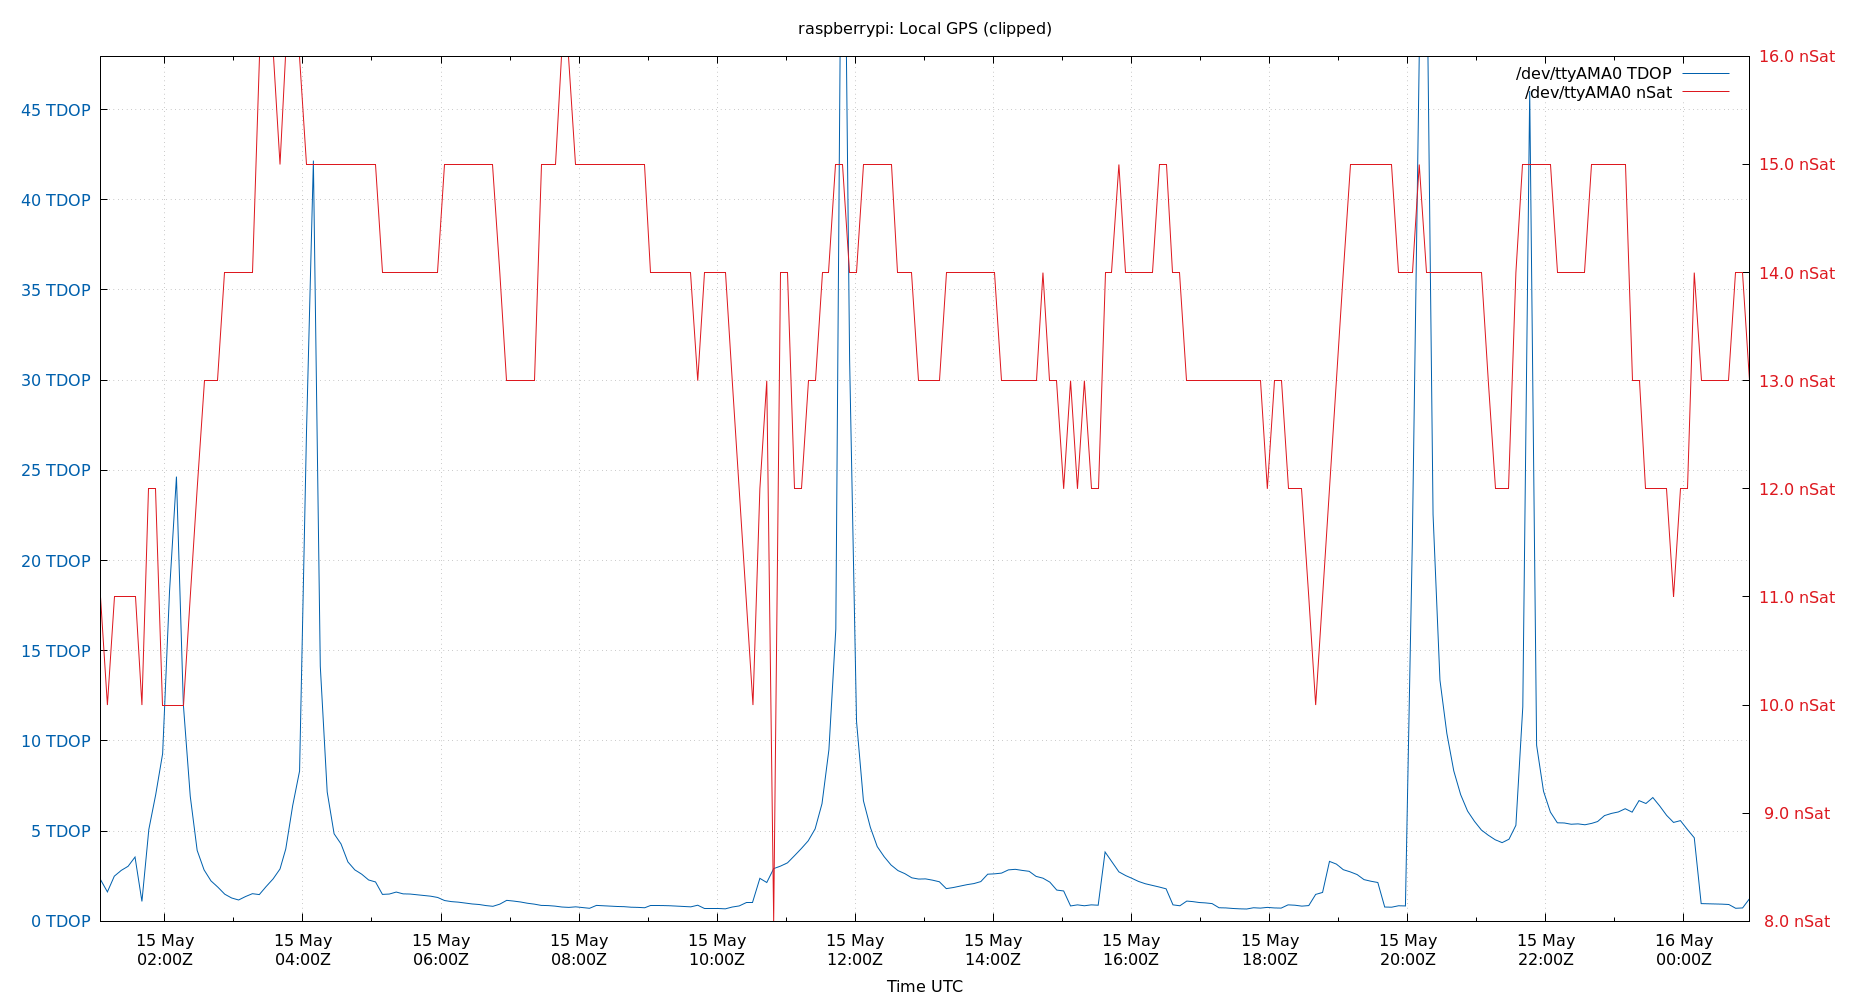 raspberrypi: Local GPS (clipped)
/dev/ttyAMA0 TDOP
/dev/ttyAMA0 nSat
45 TDOP
40 TDOP
35 TDOP
30 TDOP
25 TDOP
20 TDOP
15 TDOP
10 TDOP
5 TDOP
0 TDOP
16.0 nSat
15.0 nSat
14.0 nSat
13.0 nSat
12.0 nSat
11.0 nSat
10.0 nSat
9.0 nSat
8.0 nSat
15 May
02:00Z
15 May
04:00Z
15 May
06:00Z
15 May
08:00Z
15 May
10:00Z
15 May
12:00Z
15 May
14:00Z
15 May
16:00Z
15 May
18:00Z
15 May
20:00Z
15 May
22:00Z
16 May
00:00Z
Time UTC